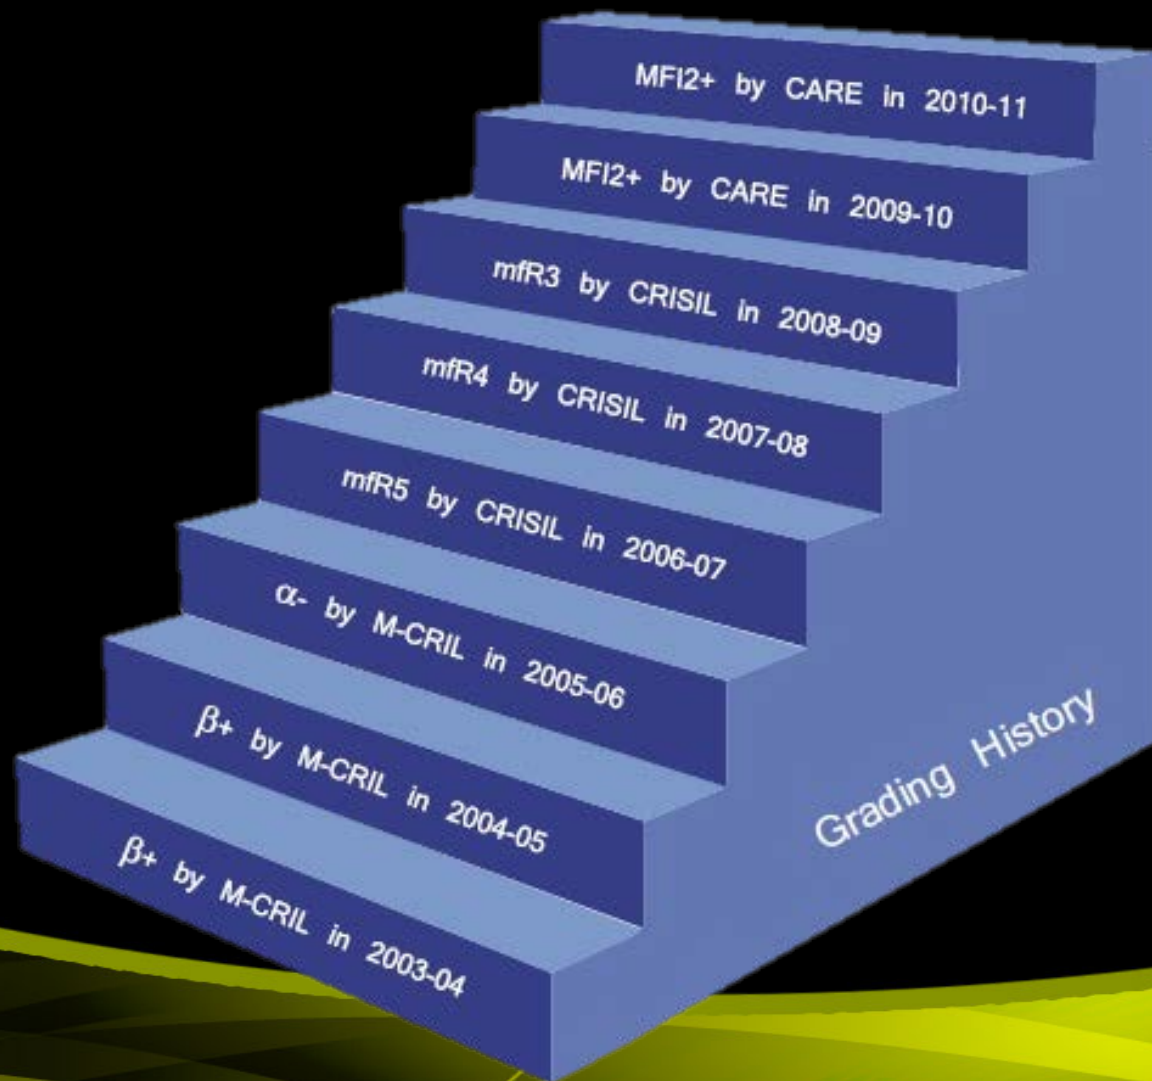 MFI2+ by CARE in 2010-11
MFI2+ by CARE in 2009-10
mfR3 by CRISIL in 2008-09
mfR4 by CRISIL in 2007-08
mfR5 by CRISIL in 2006-07
α- by M-CRIL in 2005-06
β+ by M-CRIL in 2004-05
β+ by M-CRIL in 2003-04
Grading History